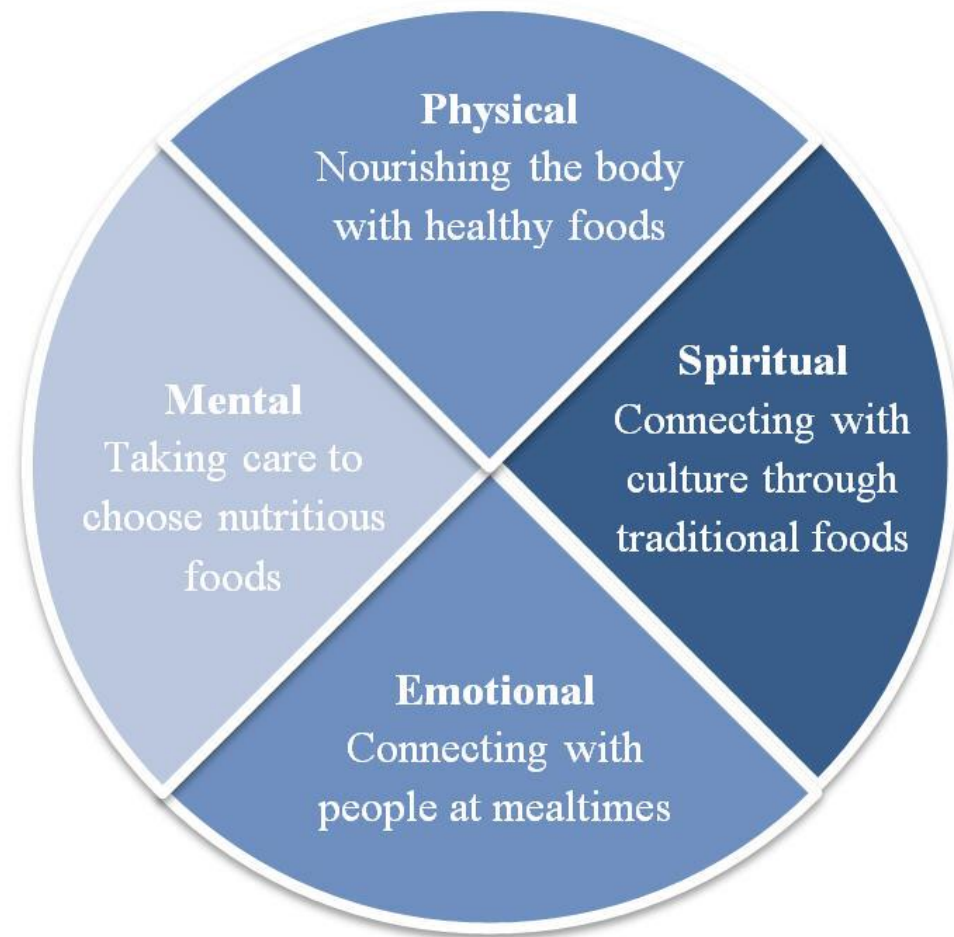 Physical
Nourishing the body
with healthy foods
Spiritual
Connecting with
culture through
traditional foods
Emotional
Connecting with
people at mealtimes
Mental
Taking care to
choose nutritious
foods